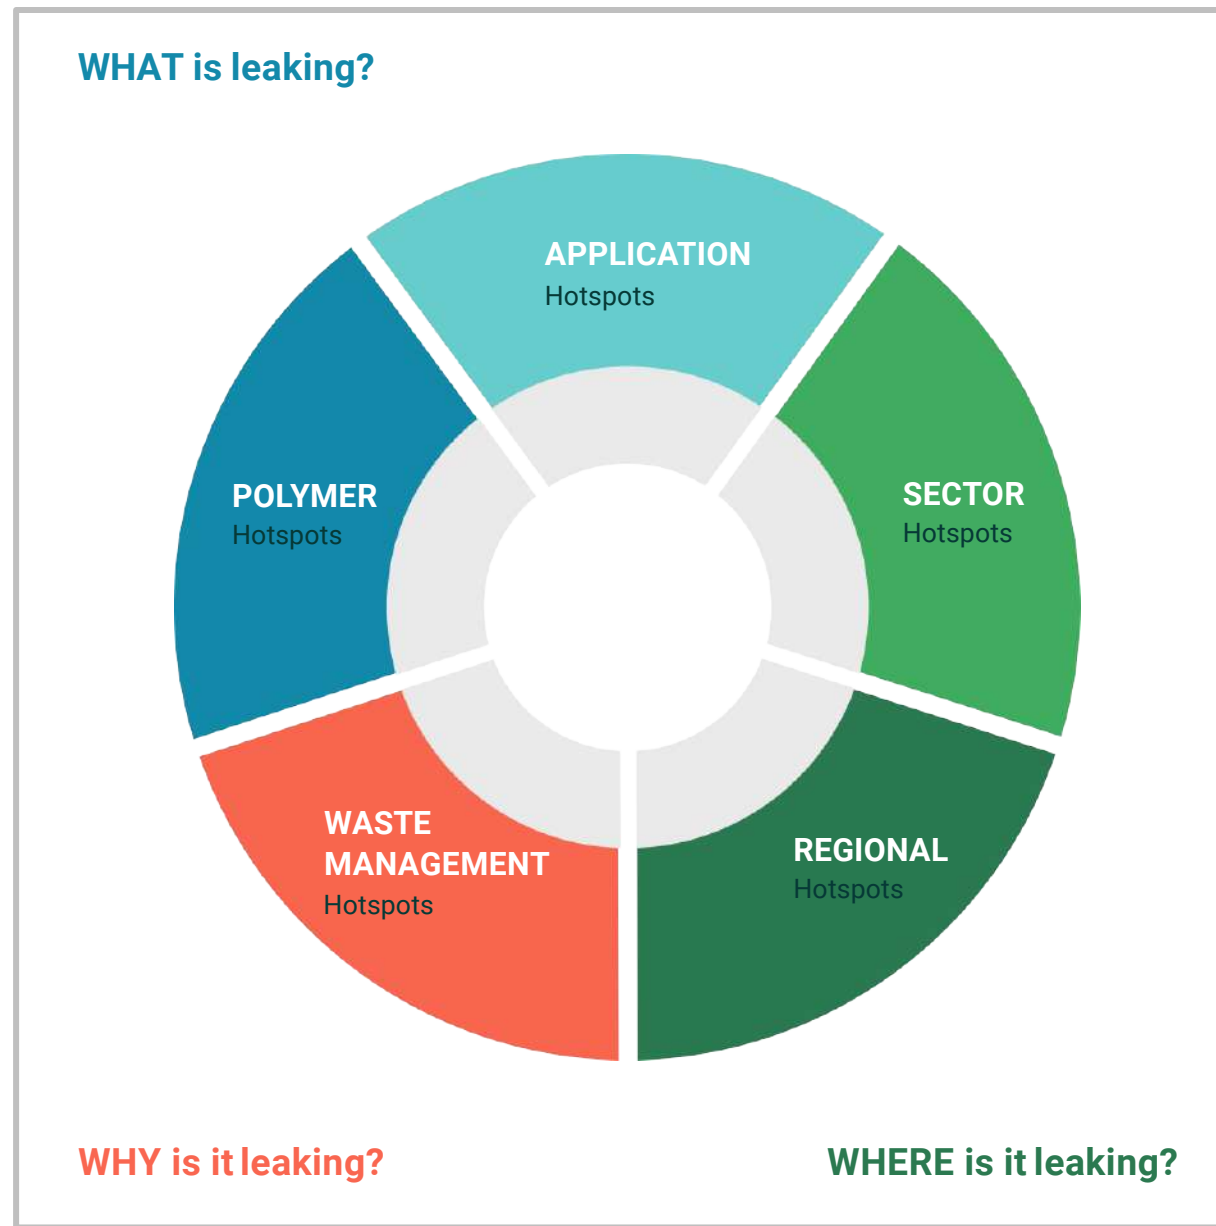 WHAT is leaking?
APPLICATION
Hotspots
POLYMER
Hotspots
SECTOR
Hotspots
WASTE
MANAGEMENT
Hotspots
REGIONAL
Hotspots
WHY is it leaking?
WHERE is it leaking?